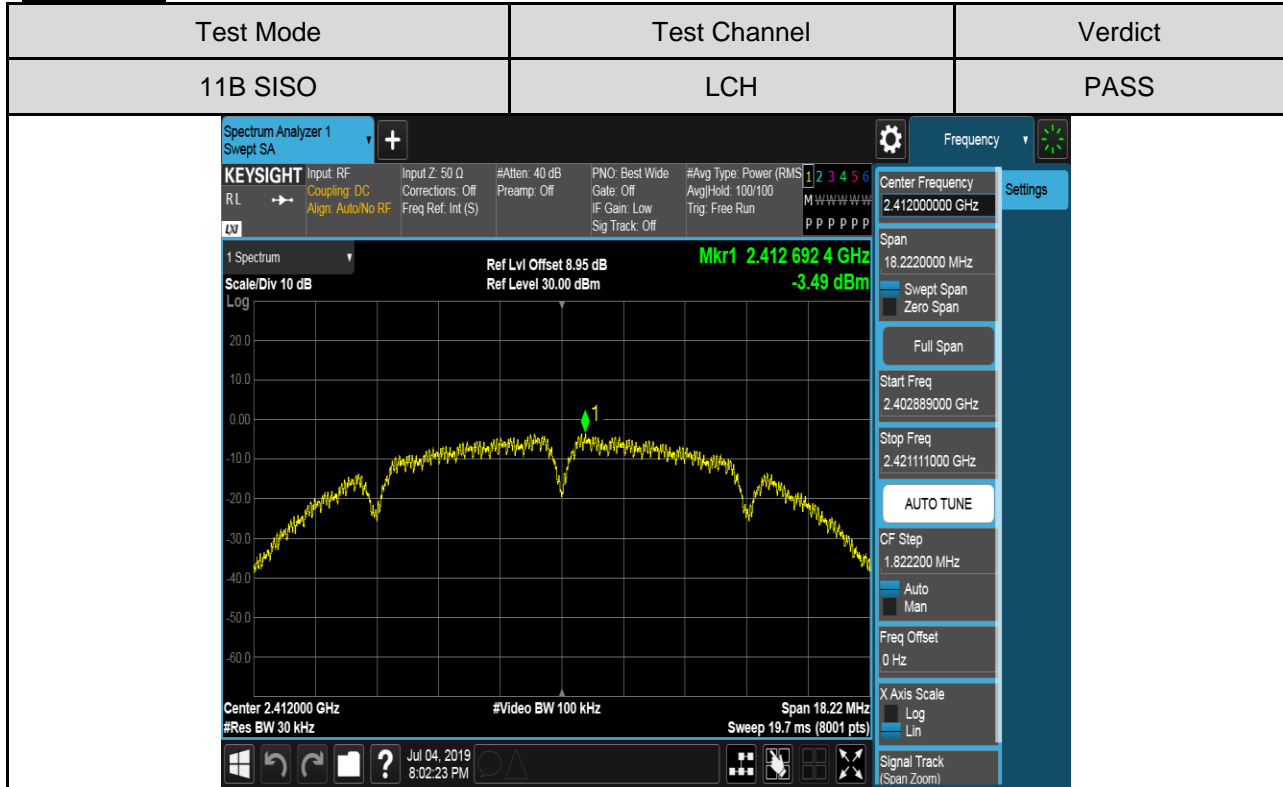 Test Mode Test Channel Verdict
11B SISO LCH PASS
Spectrum Analyzer 1
Swept SA
+
Frequency
KEYSIGHT
RL
LXI
Input: RF
Coupling: DC
Align: Auto/No RF
Input Z: 50 Ω
Corrections: Off
Freq Ref: Int (S)
#Atten: 40 dB
Preamp: Off
PNO: Best Wide
Gate: Off
IF Gain: Low
Sig Track: Off
#Avg Type: Power (RMS
Avg|Hold: 100/100
Trig: Free Run
1 2 3 4 5 6
M W W W W W
P P P P P P
1 Spectrum
Scale/Div 10 dB
Ref Lvl Offset 8.95 dB
Ref Level 30.00 dBm
Mkr1 2.412 692 4 GHz
-3.49 dBm
Log
20.0
10.0
0.00
-10.0
-20.0
-30.0
-40.0
-50.0
-60.0
1
Center 2.412000 GHz
#Res BW 30 kHz
#Video BW 100 kHz
Span 18.22 MHz
Sweep 19.7 ms (8001 pts)
?
Jul 04, 2019
8:02:23 PM
Settings
Center Frequency
2.412000000 GHz
Span
18.2220000 MHz
Swept Span
Zero Span
Full Span
Start Freq
2.402889000 GHz
Stop Freq
2.421111000 GHz
AUTO TUNE
CF Step
1.822200 MHz
Auto
Man
Freq Offset
0 Hz
X Axis Scale
Log
Lin
Signal Track
(Span Zoom)